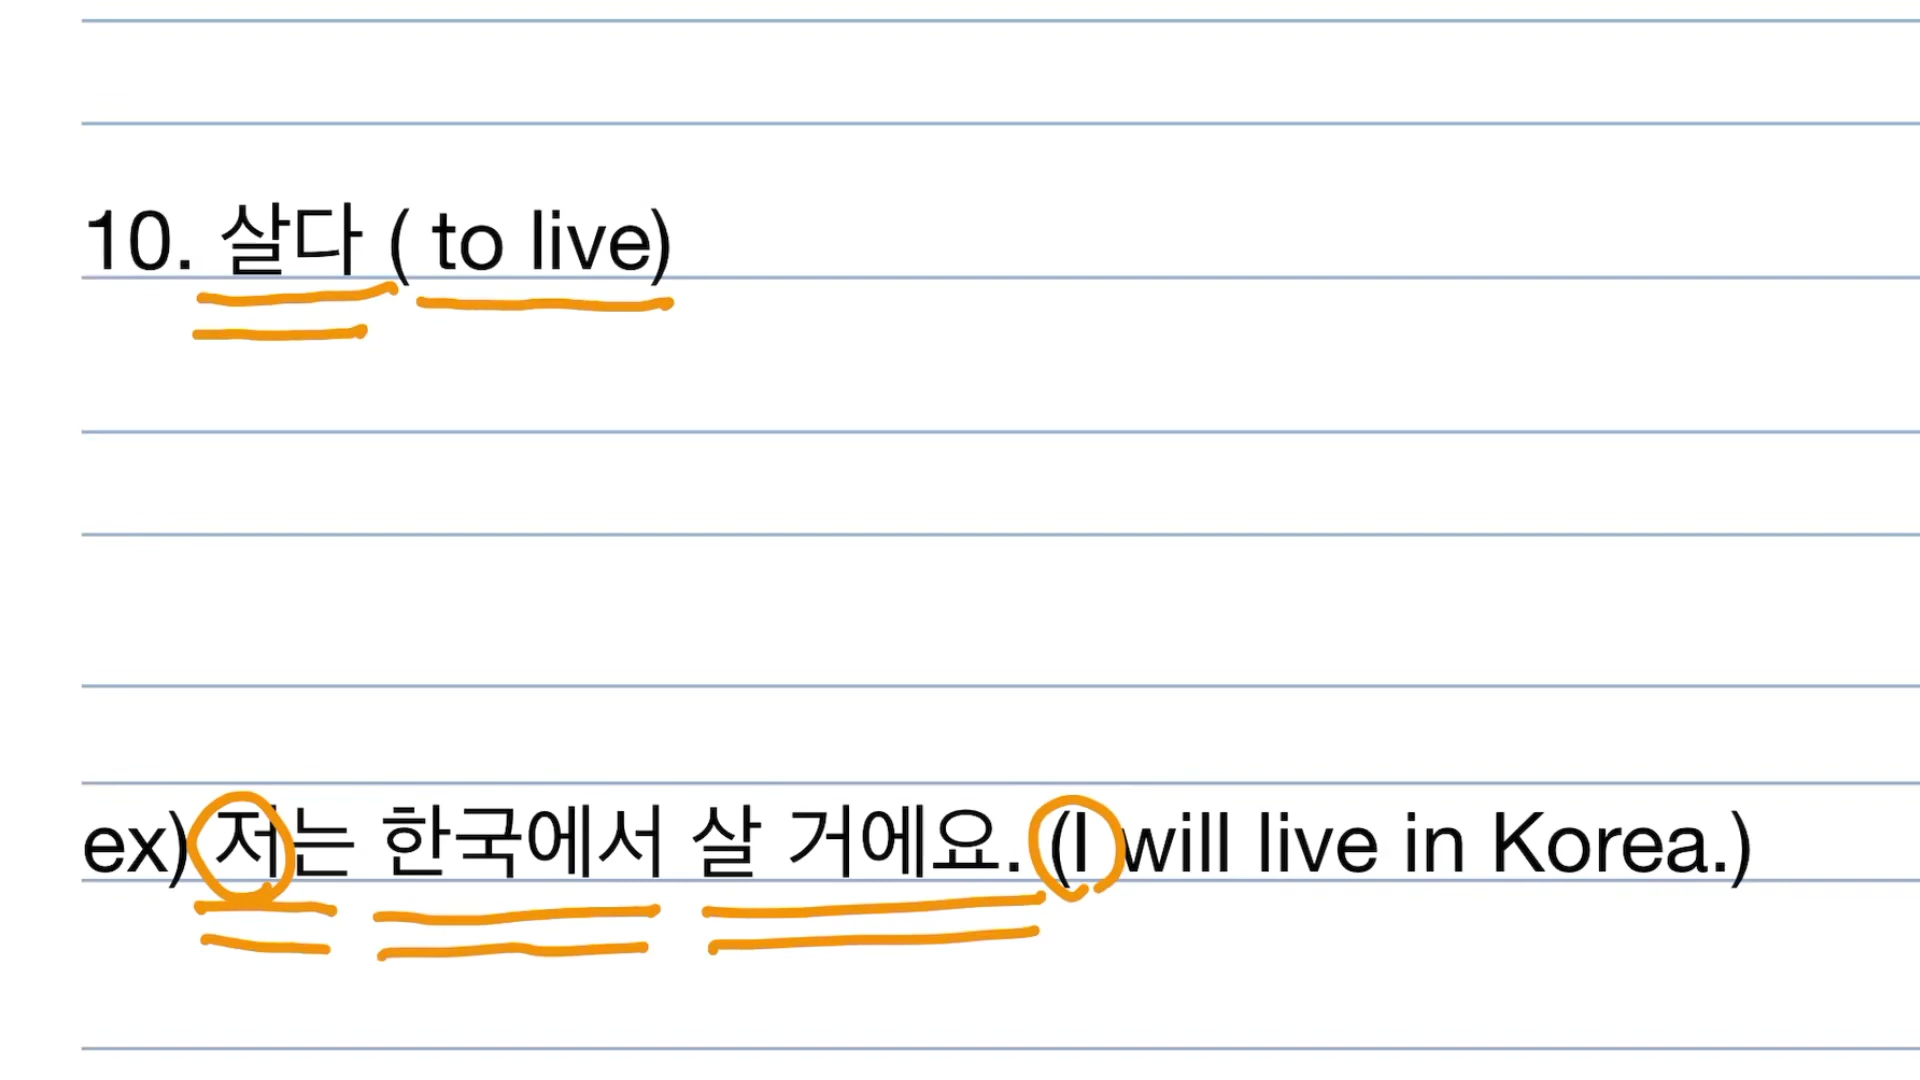 10. 살다 ( to live)
ex) 저는 한국에서 살 거에요. (I will live in Korea.)